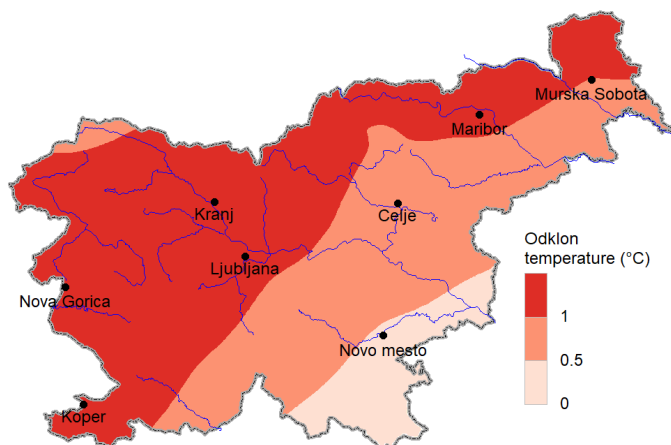 Murska Sobota
Maribor
Kranj
Celje
Ljubljana
Nova Gorica
Novo mesto
Koper
Odklon
temperature (°C)
1
0.5
0